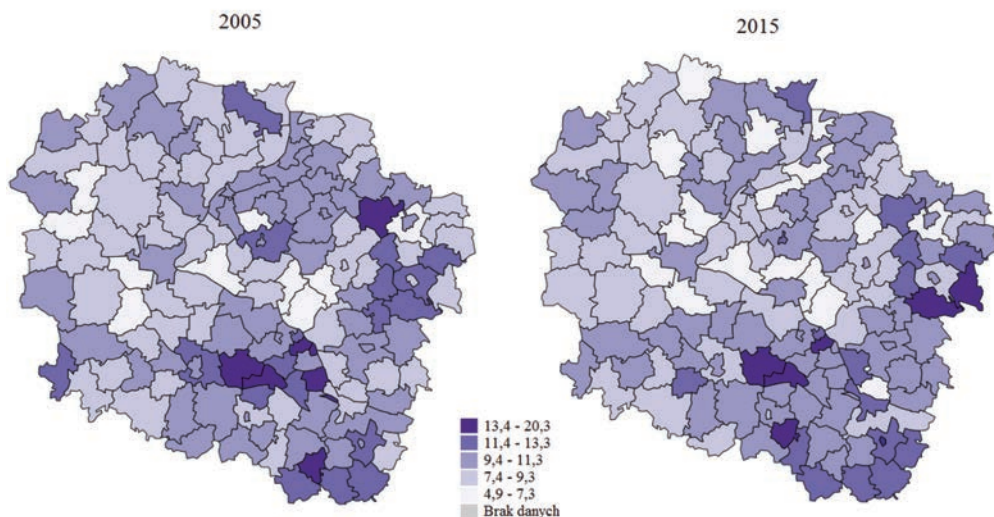 2005
2015
13,4 - 20,3
11,4 - 13,3
9,4 - 11,3
7,4 - 9,3
4,9 - 7,3
Brak danych